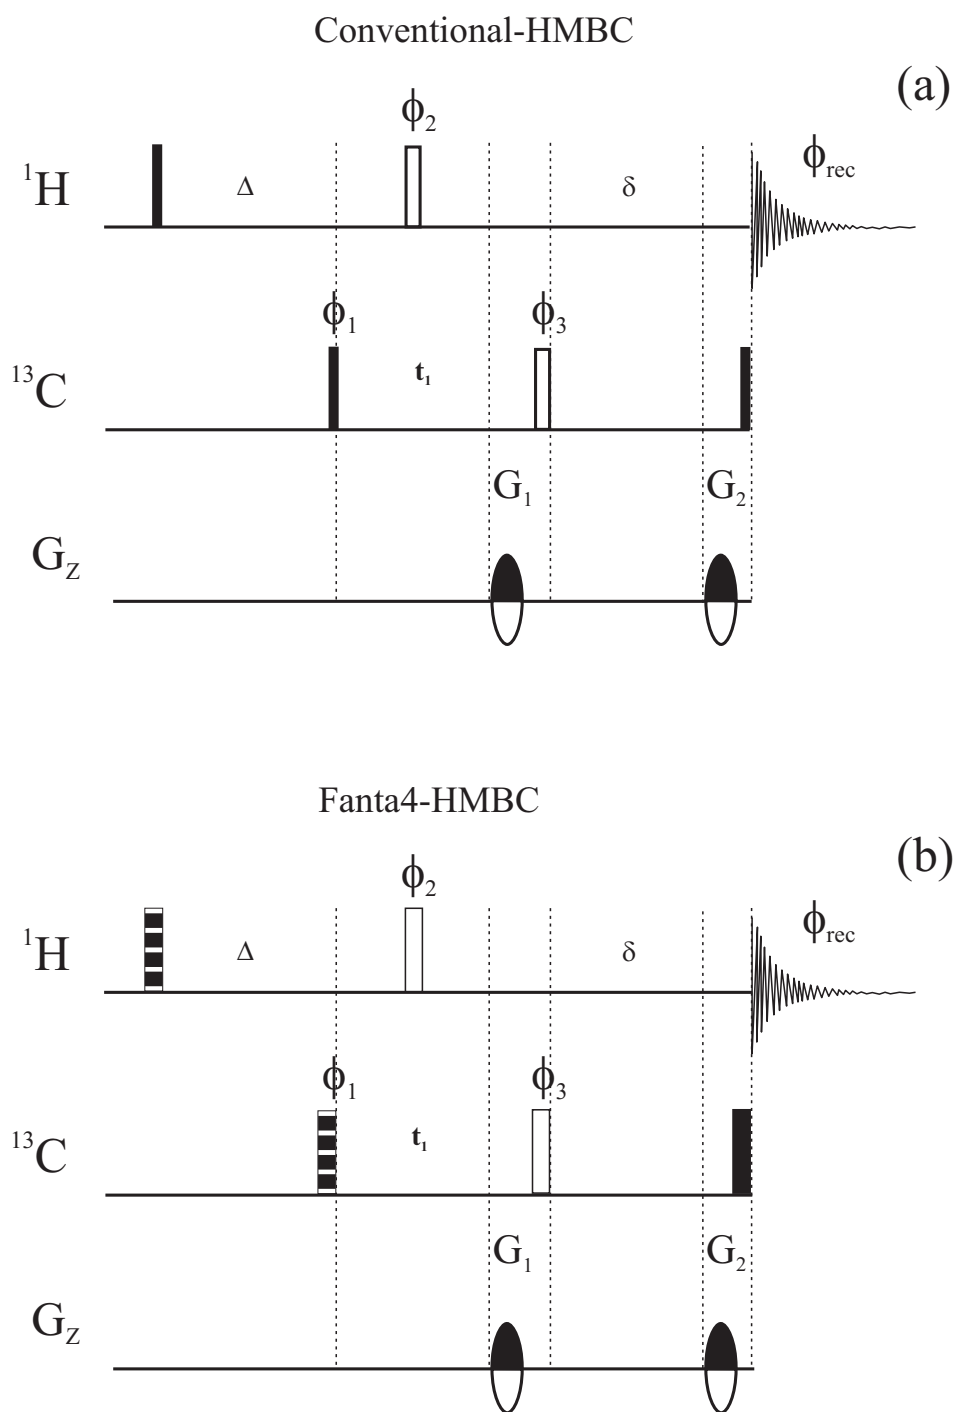 Conventional-HMBC
(a)
ϕ2
¹H Δ δ ϕrec
ϕ1 ϕ3
¹³C t₁
G1 G2
GZ
Fanta4-HMBC
(b)
ϕ2
¹H Δ δ ϕrec
ϕ1 ϕ3
¹³C t₁
G1 G2
GZ